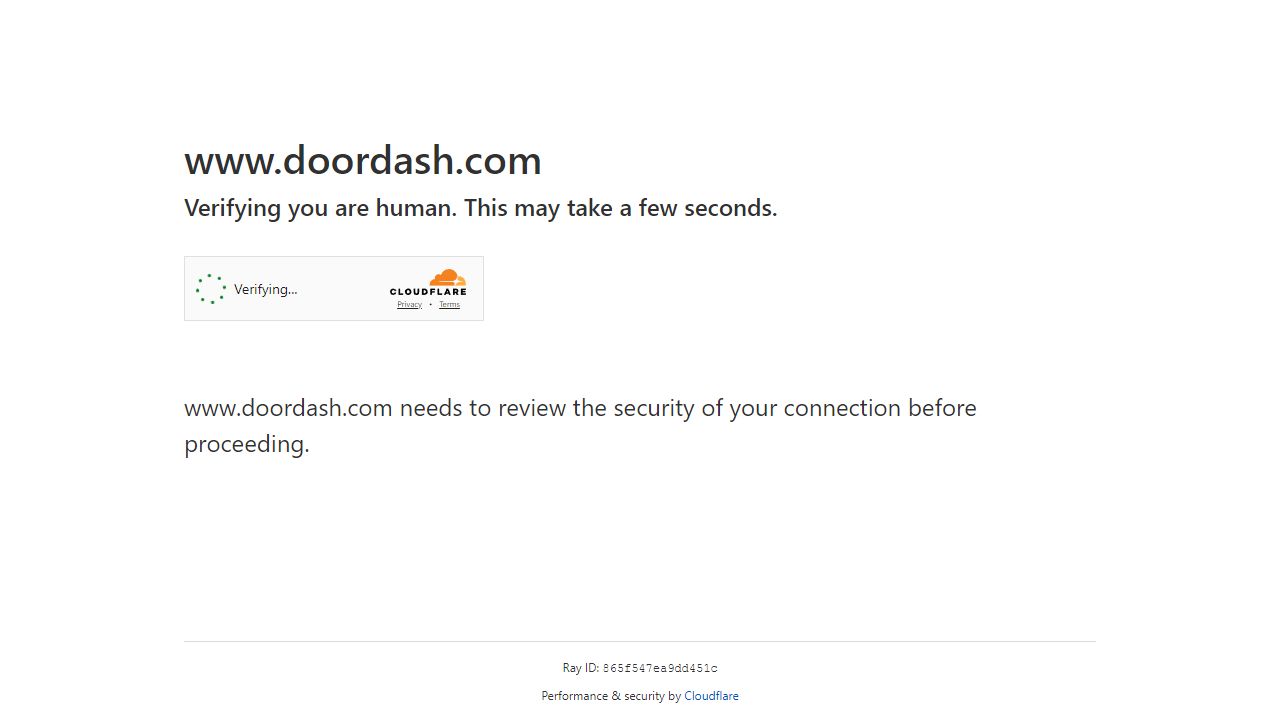 www.doordash.com
Verifying you are human. This may take a few seconds.
Verifying...
CLOUDFLARE
Privacy • Terms
www.doordash.com needs to review the security of your connection before
proceeding.
Ray ID: 865f547ea9dd451c
Performance & security by Cloudflare